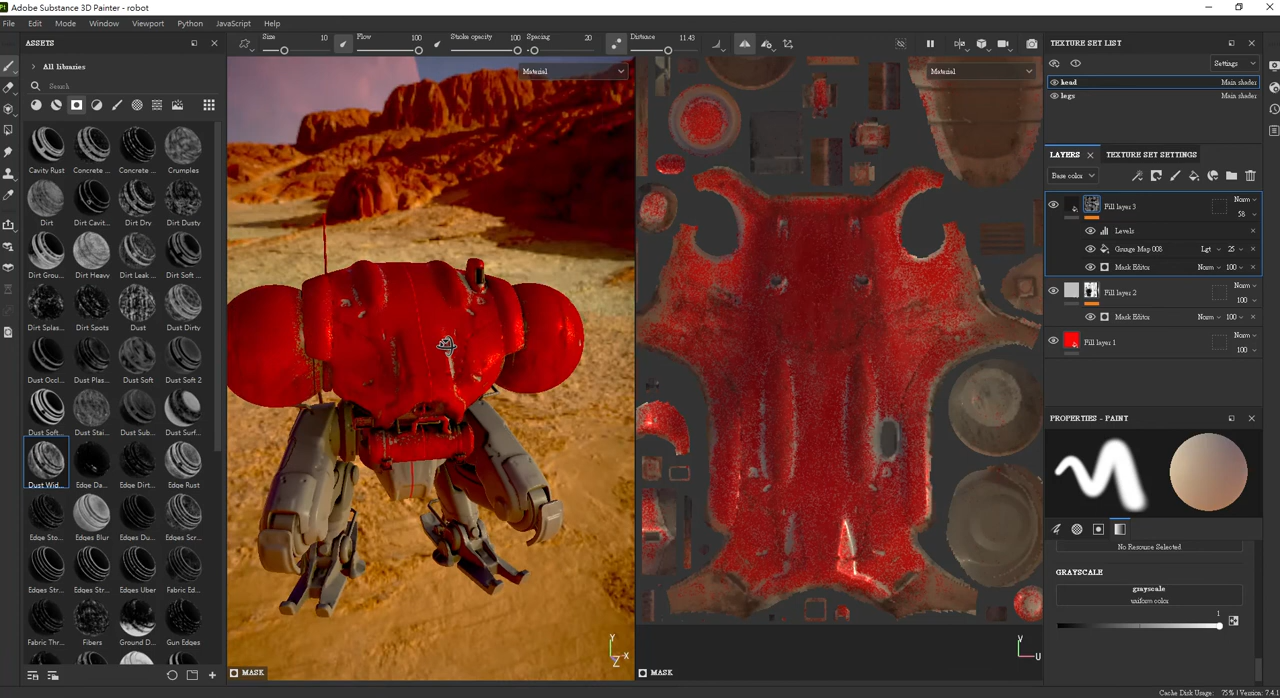 Adobe Substance 3D Painter - robot
File Edit Mode Window Viewport Python JavaScript Help
ASSETS
Size 10 Flow 100 Stroke opacity 100 Spacing 20 Distance 11.43
All libraries
Search
Cavity Rust Concrete ... Concrete ... Crumples
Dirt Dirt Cavit... Dirt Dry Dirt Dusty
Dirt Grou... Dirt Heavy Dirt Leak ... Dirt Soft ...
Dirt Splas... Dirt Spots Dust Dust Dirty
Dust Occl... Dust Plas... Dust Soft Dust Soft 2
Dust Soft... Dust Stai... Dust Sub... Dust Surf...
Dust Wid... Edge Da... Edge Dirt... Edge Rust
Edge Sto... Edges Blur Edges Du... Edges Scr...
Edges Str... Edges Str... Edges Uber Fabric Ed...
Fabric Thr... Fibers Ground D... Gun Edges
Material
Material
Y
X
Z
V
U
MASK
MASK
TEXTURE SET LIST
Settings
head Main shader
legs Main shader
LAYERS TEXTURE SET SETTINGS
Base color
Fill layer 3 Norm 58
Levels
Grunge Map 008 Lgt 25
Mask Editor Norm 100
Fill layer 2 Norm 100
Mask Editor Norm 100
Fill layer 1 Norm 100
PROPERTIES - PAINT
No Resource Selected
GRAYSCALE
grayscale
uniform color
1
Cache Disk Usage: 75% | Version: 7.4.1